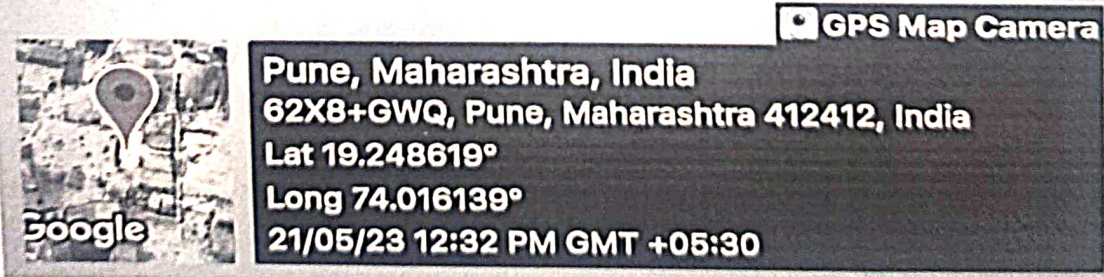 GPS Map Camera
Pune, Maharashtra, India
62X8+GWQ, Pune, Maharashtra 412412, India
Lat 19.248619°
Long 74.016139°
21/05/23 12:32 PM GMT +05:30
Google